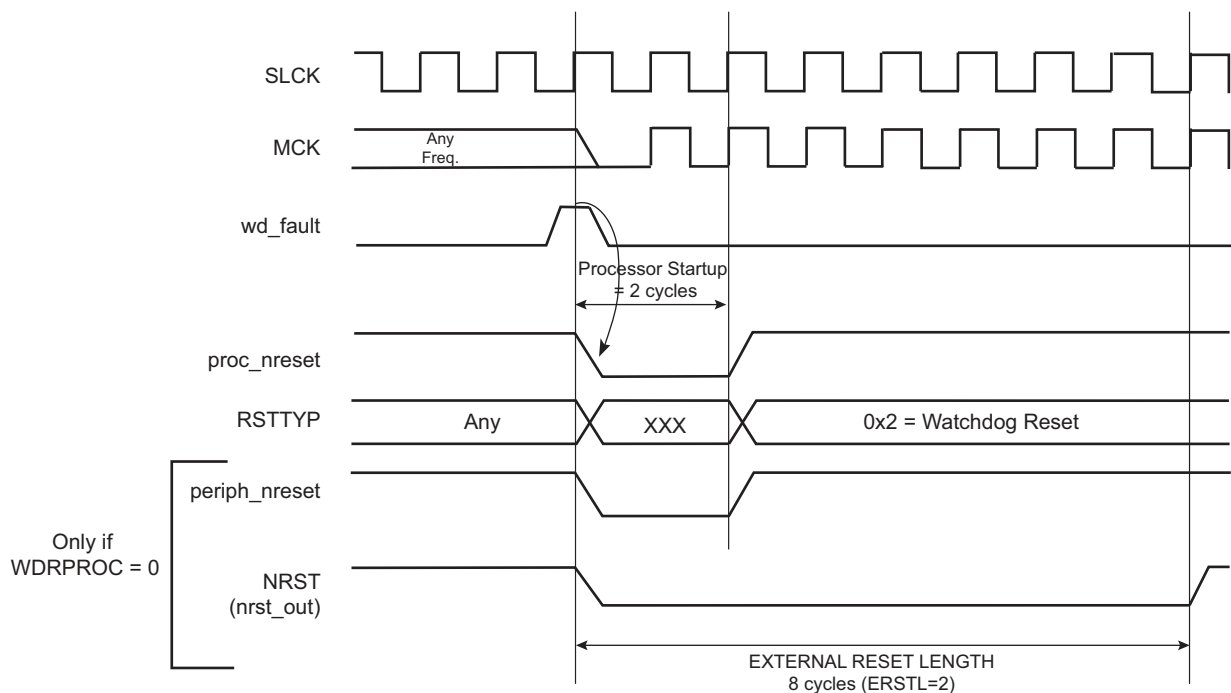 SLCK
MCK
Any
Freq.
wd_fault
Processor Startup
= 2 cycles
proc_nreset
RSTTYP
Any
XXX
0x2 = Watchdog Reset
periph_nreset
Only if
WDRPROC = 0
NRST
(nrst_out)
EXTERNAL RESET LENGTH
8 cycles (ERSTL=2)